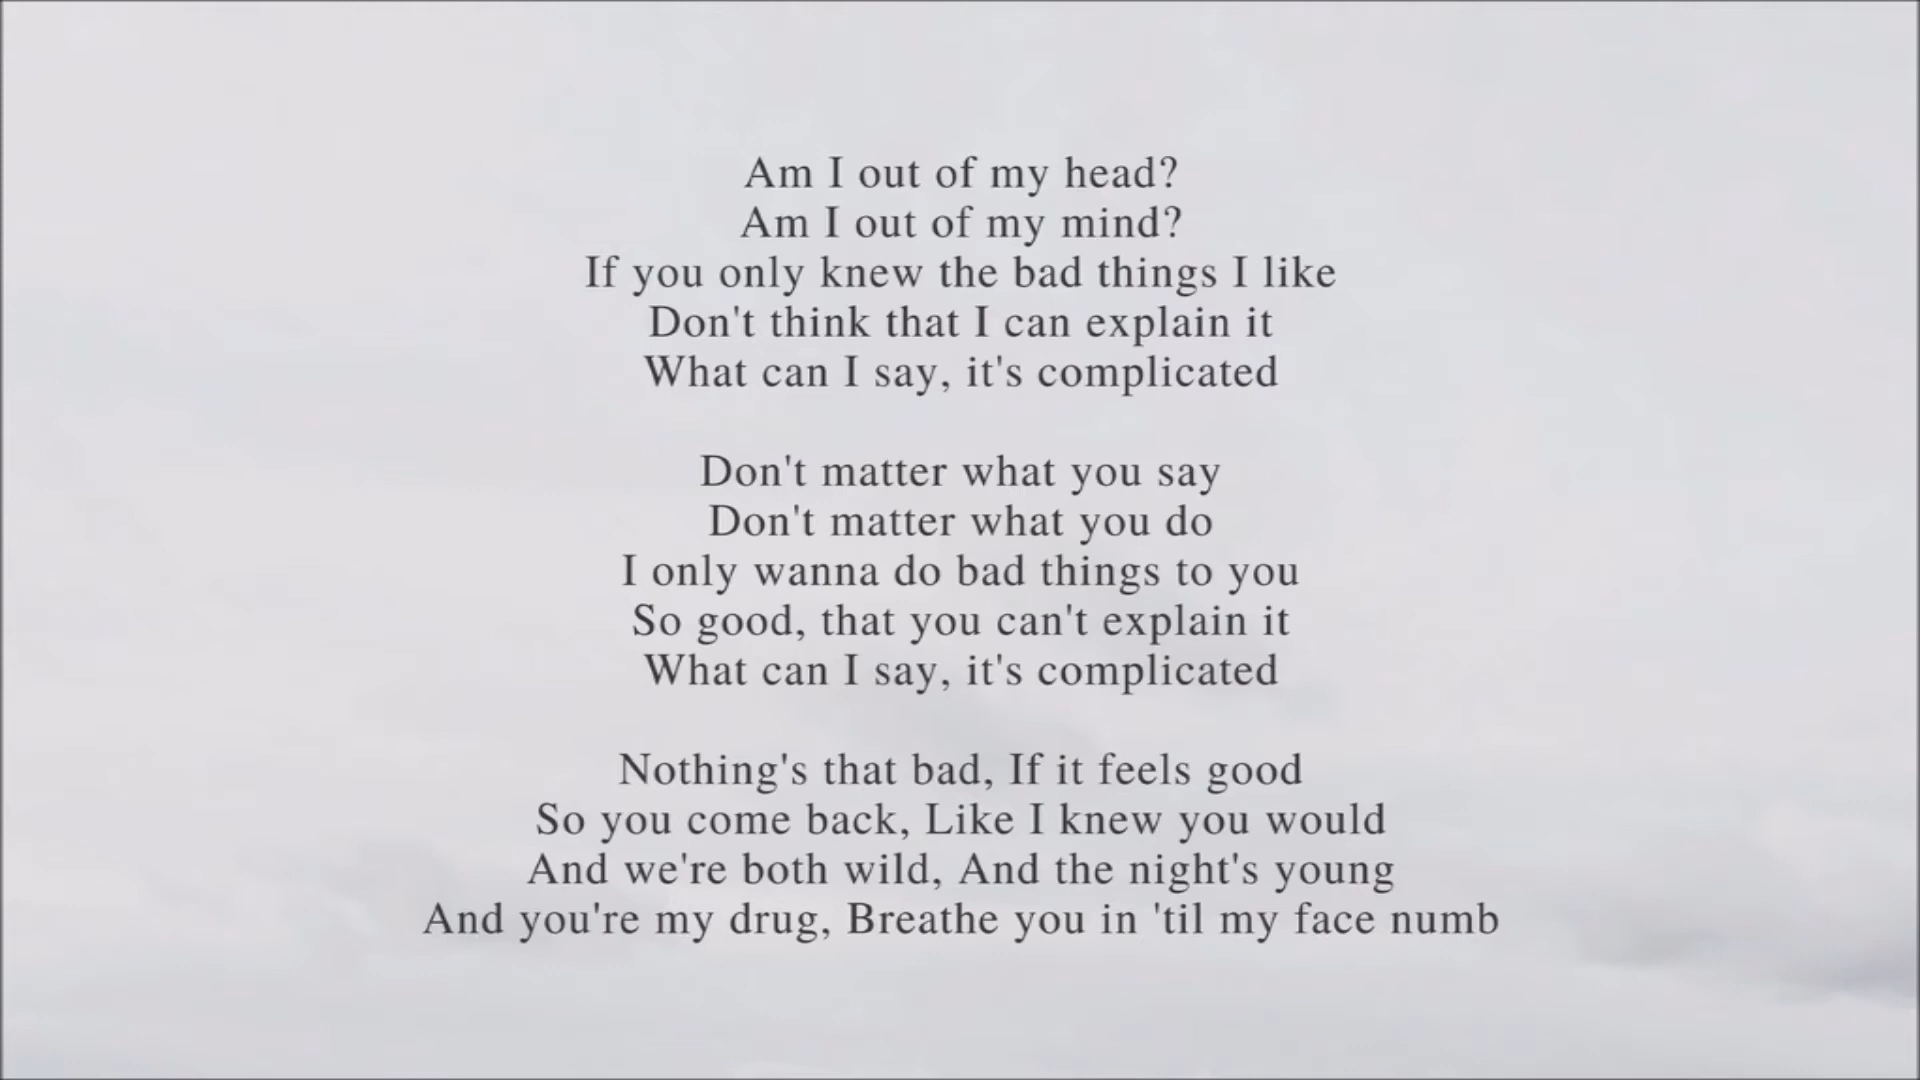 Am I out of my head?
Am I out of my mind?
If you only knew the bad things I like
Don't think that I can explain it
What can I say, it's complicated
Don't matter what you say
Don't matter what you do
I only wanna do bad things to you
So good, that you can't explain it
What can I say, it's complicated
Nothing's that bad, If it feels good
So you come back, Like I knew you would
And we're both wild, And the night's young
And you're my drug, Breathe you in 'til my face numb